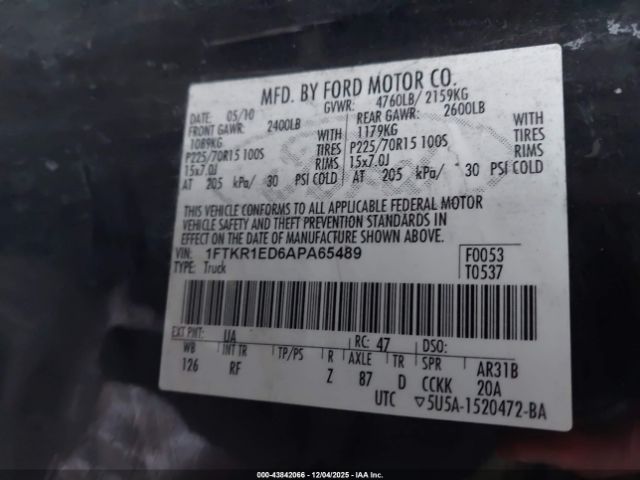 MFD. BY FORD MOTOR CO.
DATE: 05/10 GVWR: 4760LB/ 2159KG
FRONT GAWR: 2400LB REAR GAWR: 2600LB
1089KG WITH 1179KG WITH
P225/70R15 100S TIRES P225/70R15 100S TIRES
15x7.0J RIMS 15x7.0J RIMS
AT 205 kPa/ 30 PSI COLD AT 205 kPa/ 30 PSI COLD
THIS VEHICLE CONFORMS TO ALL APPLICABLE FEDERAL MOTOR
VEHICLE SAFETY AND THEFT PREVENTION STANDARDS IN
EFFECT ON THE DATE OF MANUFACTURE SHOWN ABOVE.
VIN: 1FTKR1ED6APA65489 F0053
TYPE: Truck T0537
EXT PNT: UA RC: 47 DSO:
WB INT TR TP/PS R AXLE TR SPR AR31B
126 RF Z 87 D CCKK 20A
UTC ▽5U5A-1520472-BA
000-43842066 - 12/04/2025 - IAA Inc.